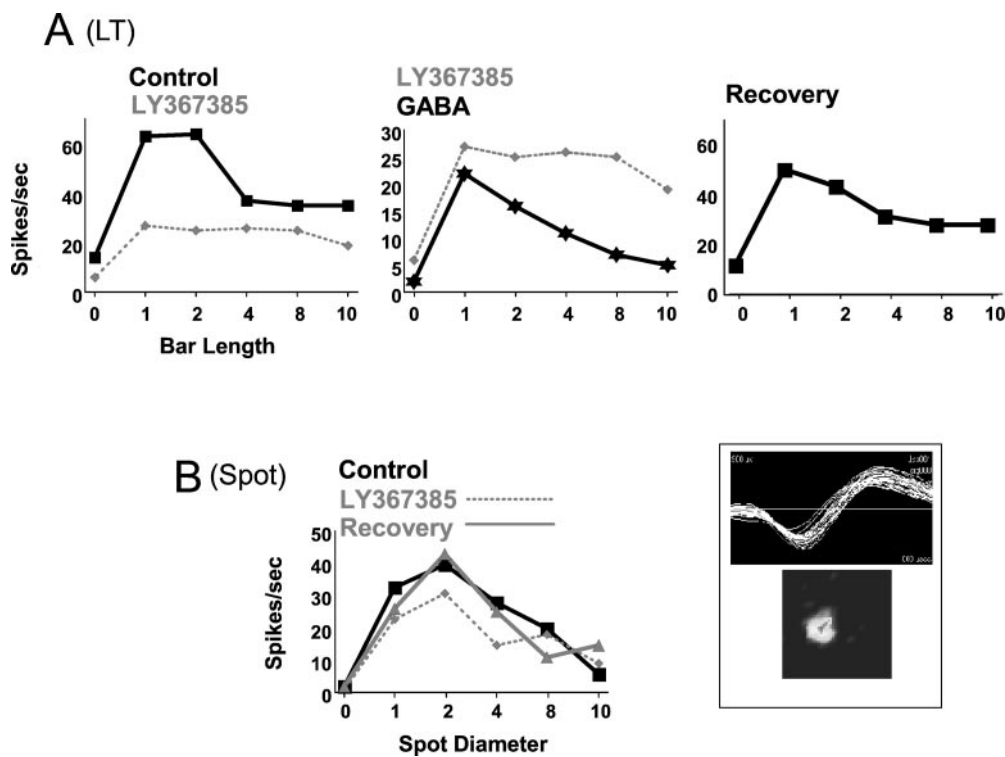 A (LT)
Control
LY367385
Spikes/sec
60
40
20
0
0 1 2 4 8 10
Bar Length
LY367385
GABA
30
25
20
15
10
5
0
0 1 2 4 8 10
Recovery
60
40
20
0
0 1 2 4 8 10
B (Spot)
Control
LY367385
Recovery
Spikes/sec
50
40
30
20
10
0
0 1 2 4 8 10
Spot Diameter